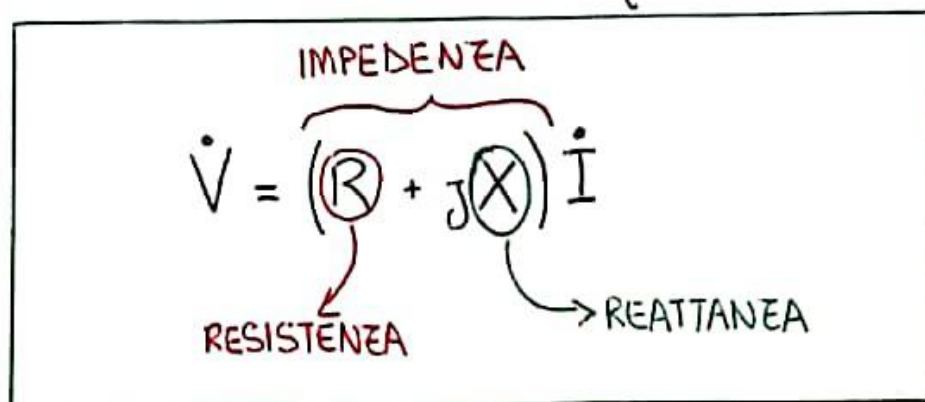 IMPEDENZA
V̇ = (R + jX) İ
RESISTENZA
REATTANZA